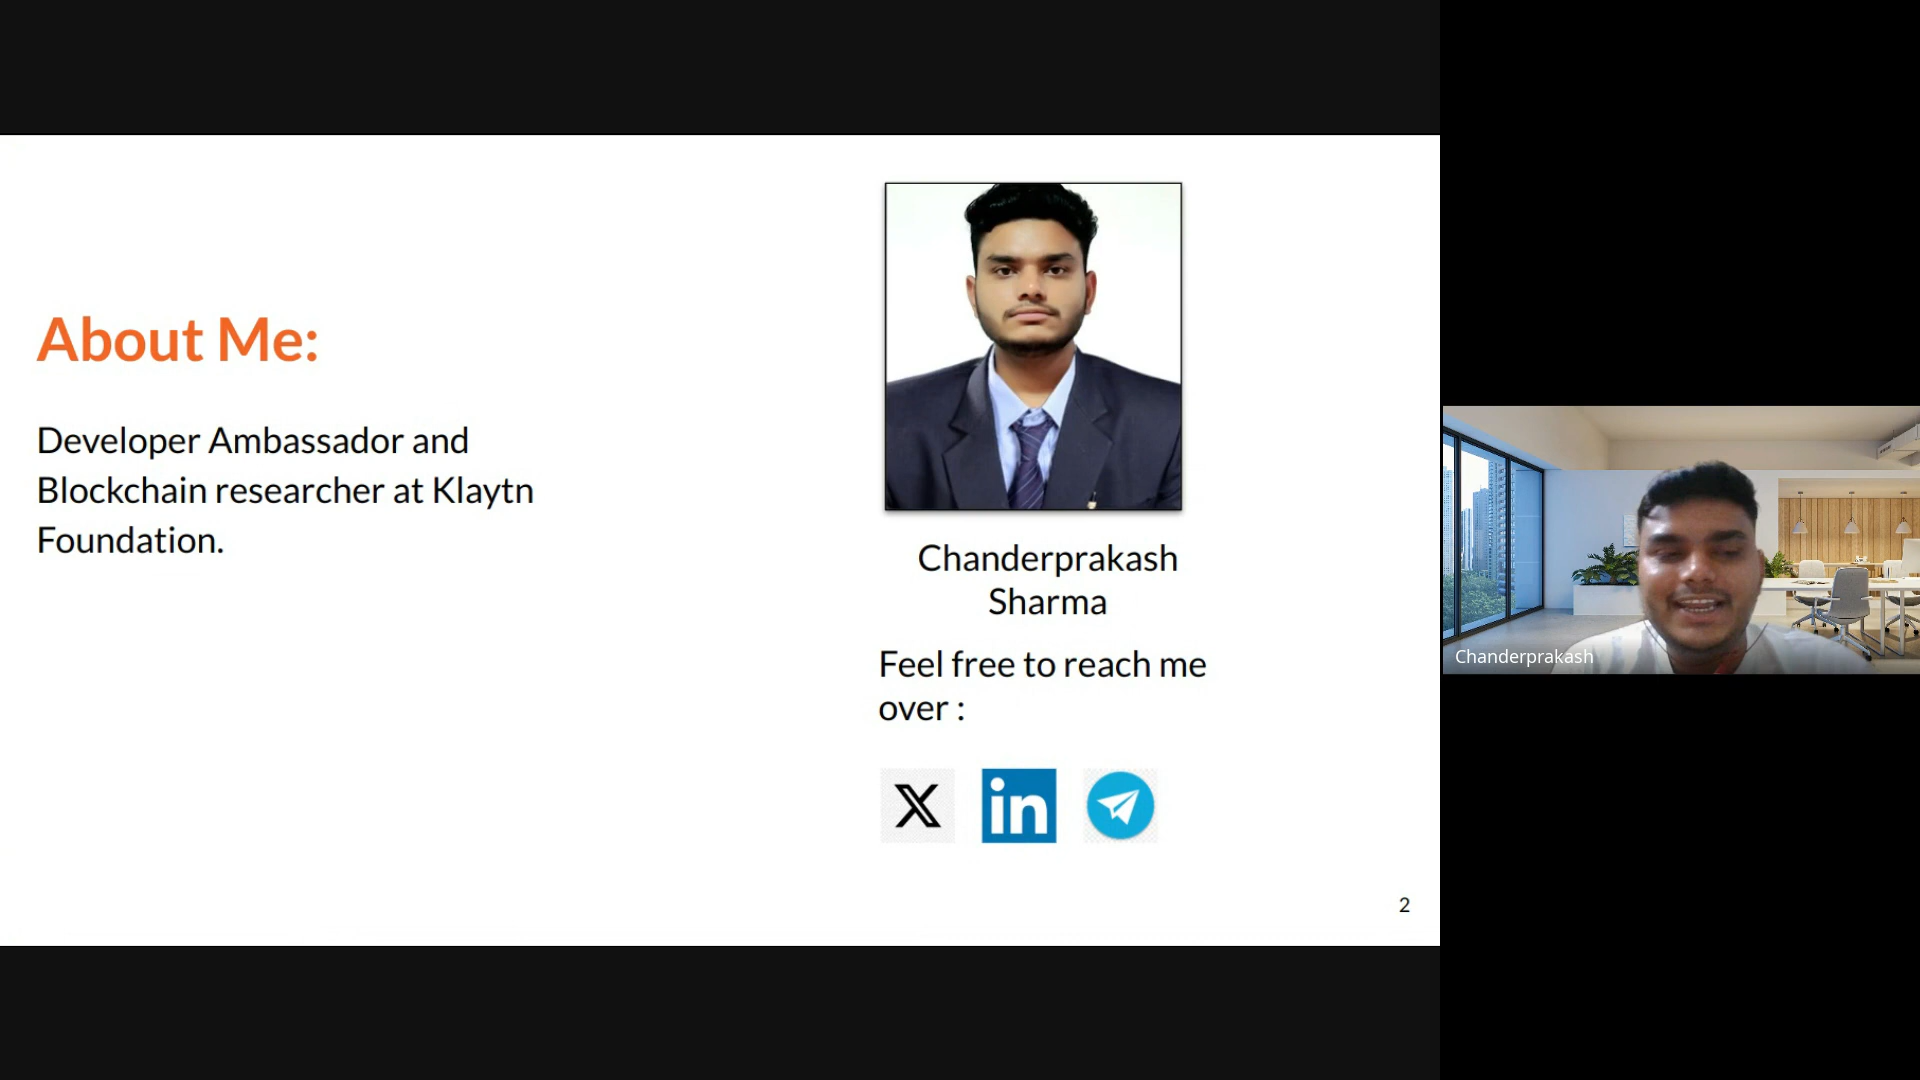 About Me:
Developer Ambassador and
Blockchain researcher at Klaytn
Foundation.
Chanderprakash
Sharma
Feel free to reach me
over :
X
in
2
Chanderprakash